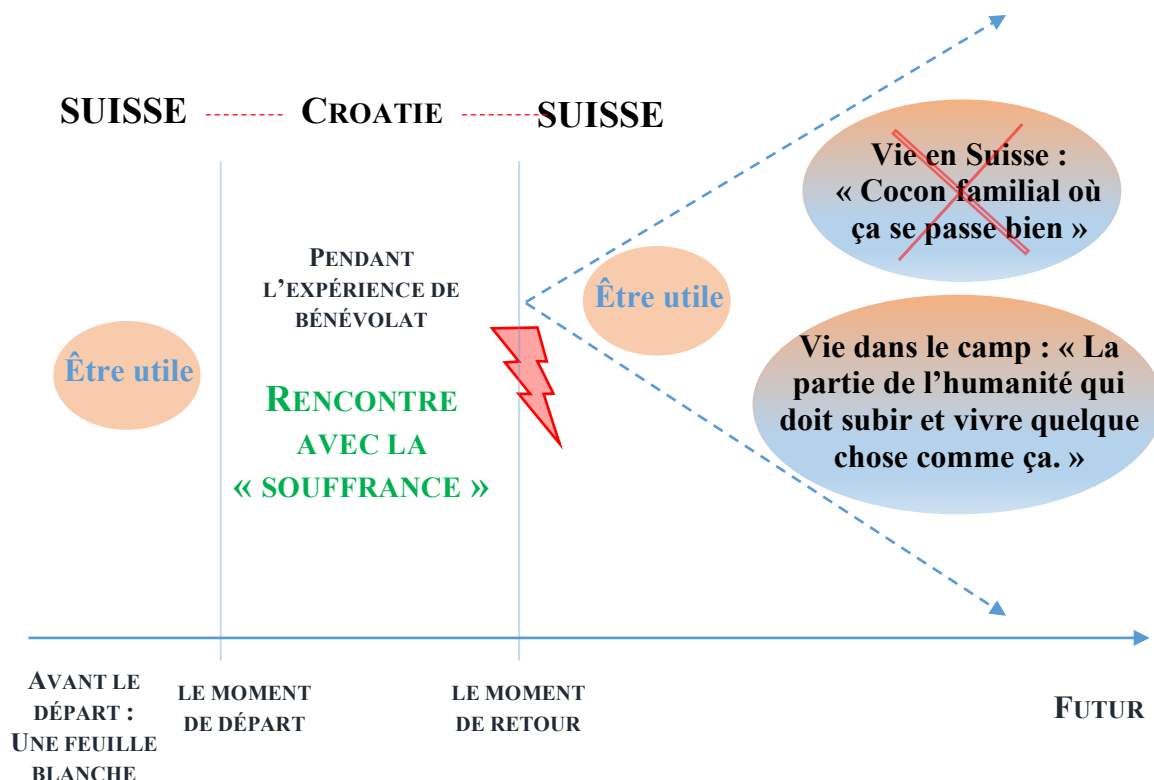 SUISSE
CROATIE
SUISSE
Vie en Suisse :
« Cocon familial où
ça se passe bien »
PENDANT
L’EXPÉRIENCE DE
BÉNÉVOLAT
Être utile
Être utile
RENCONTRE
AVEC LA
« SOUFFRANCE »
Vie dans le camp : « La
partie de l’humanité qui
doit subir et vivre quelque
chose comme ça. »
AVANT LE
DÉPART :
UNE FEUILLE
BLANCHE
LE MOMENT
DE DÉPART
LE MOMENT
DE RETOUR
FUTUR